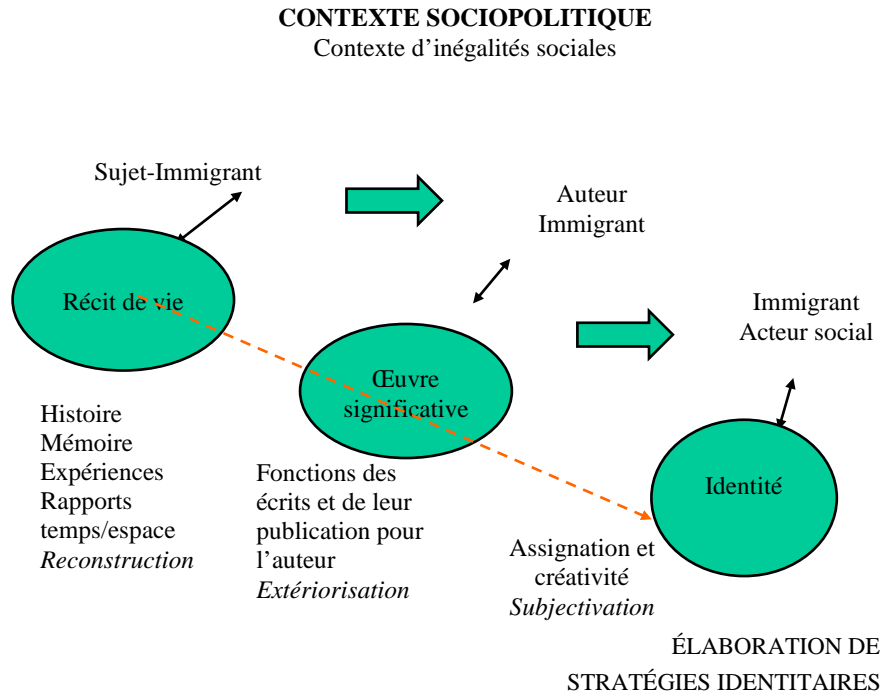 CONTEXTE SOCIOPOLITIQUE
Contexte d’inégalités sociales
Sujet-Immigrant
Auteur
Immigrant
Récit de vie
Immigrant
Acteur social
Œuvre
significative
Histoire
Mémoire
Expériences
Rapports
temps/espace
Reconstruction
Fonctions des
écrits et de leur
publication pour
l’auteur
Extériorisation
Identité
Assignation et
créativité
Subjectivation
ÉLABORATION DE
STRATÉGIES IDENTITAIRES